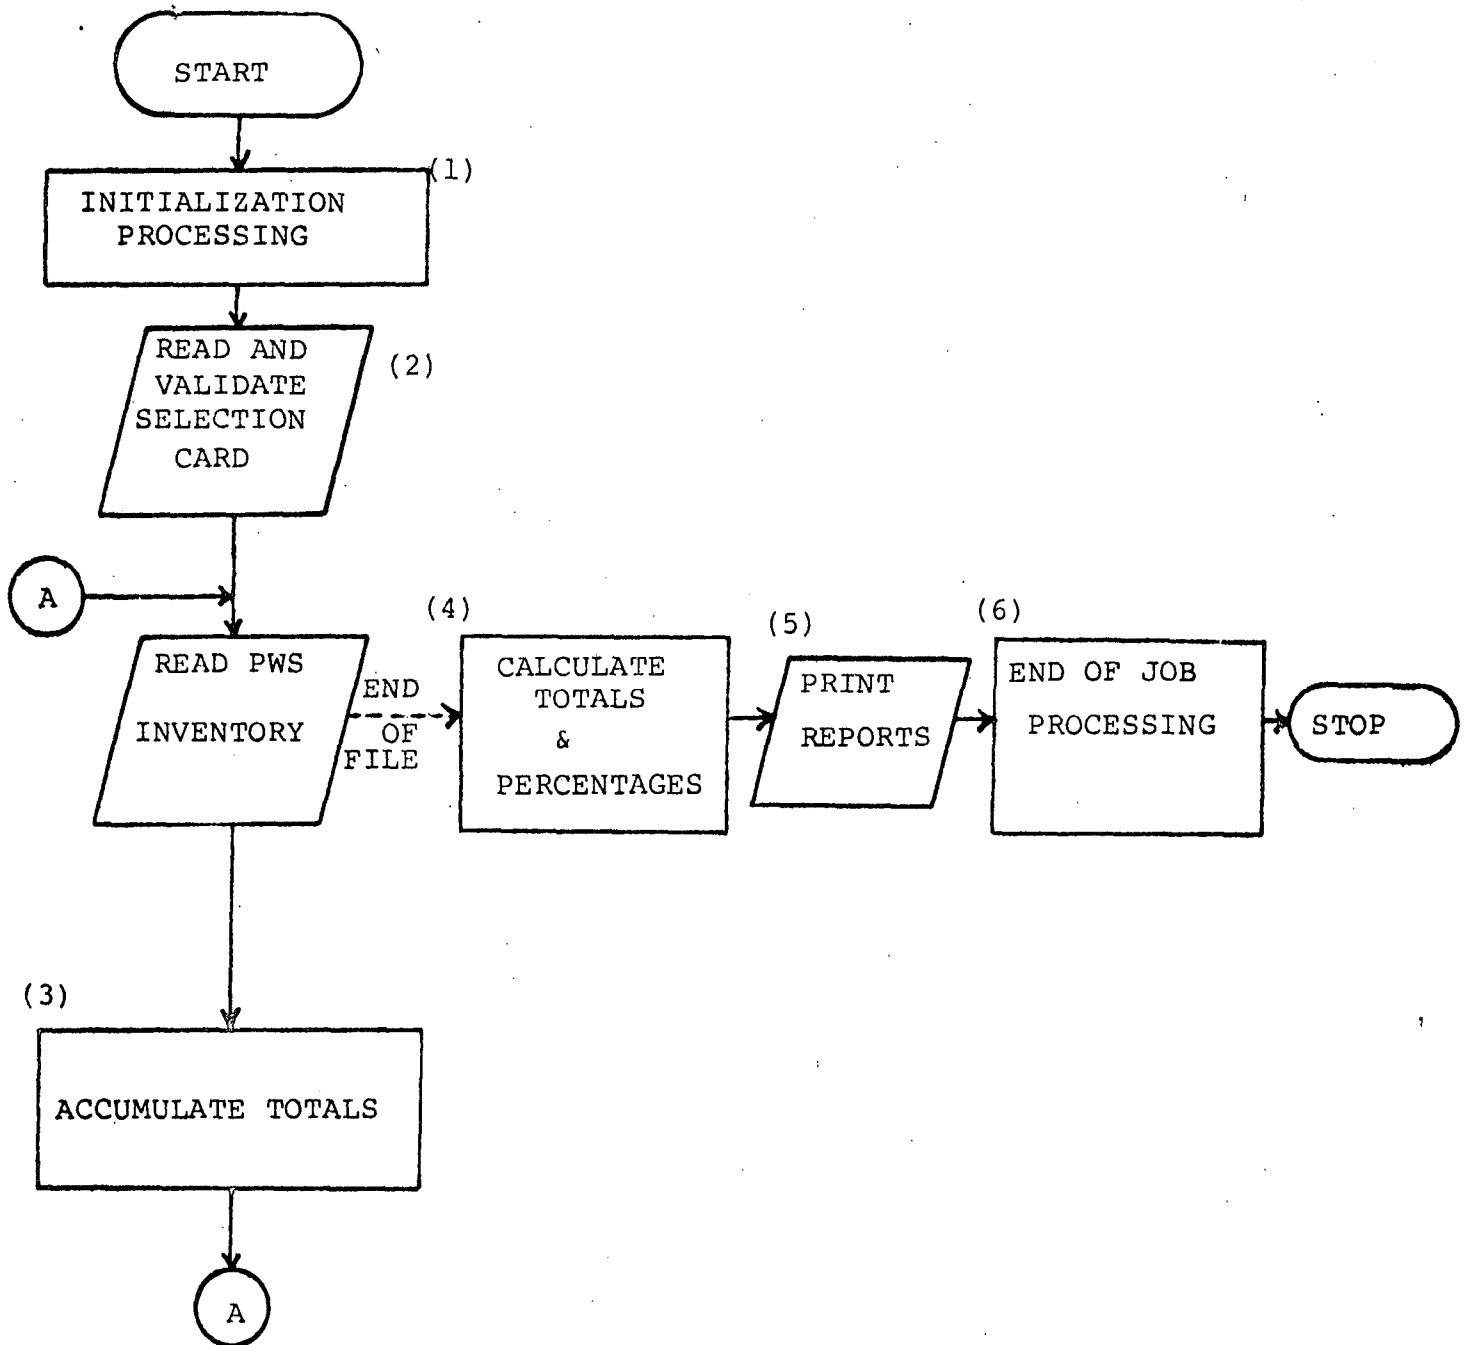 START
(1)
INITIALIZATION
PROCESSING
READ AND
VALIDATE
SELECTION
CARD
(2)
A
READ PWS
INVENTORY
END
OF
FILE
(4)
CALCULATE
TOTALS
&
PERCENTAGES
(5)
PRINT
REPORTS
(6)
END OF JOB
PROCESSING
STOP
(3)
ACCUMULATE TOTALS
A